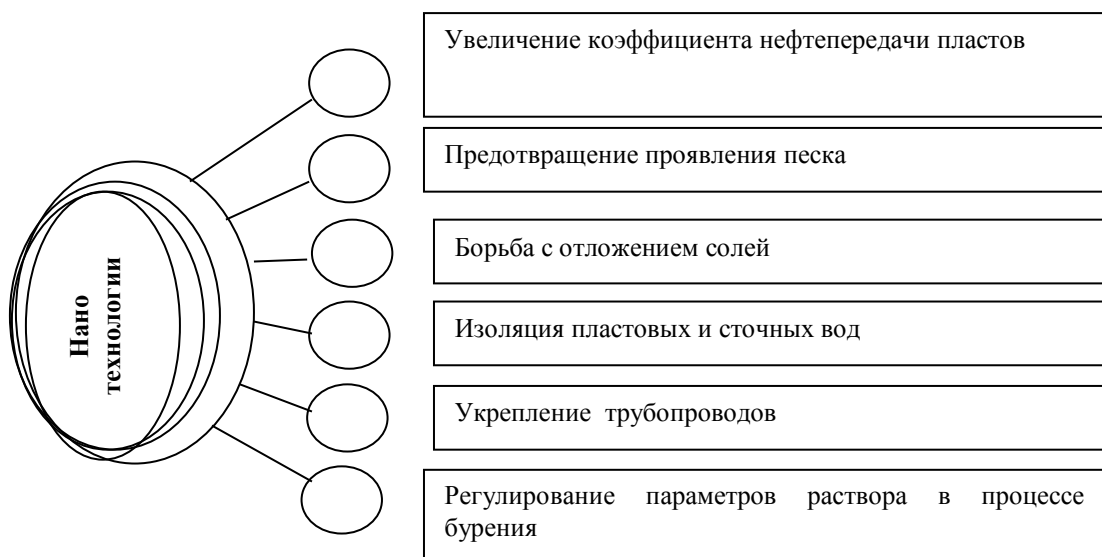 Увеличение коэффициента нефтепередачи пластов
Предотвращение проявления песка
Борьба с отложением солей
Нано
технологии
Изоляция пластовых и сточных вод
Укрепление трубопроводов
Регулирование параметров раствора в процессе
бурения